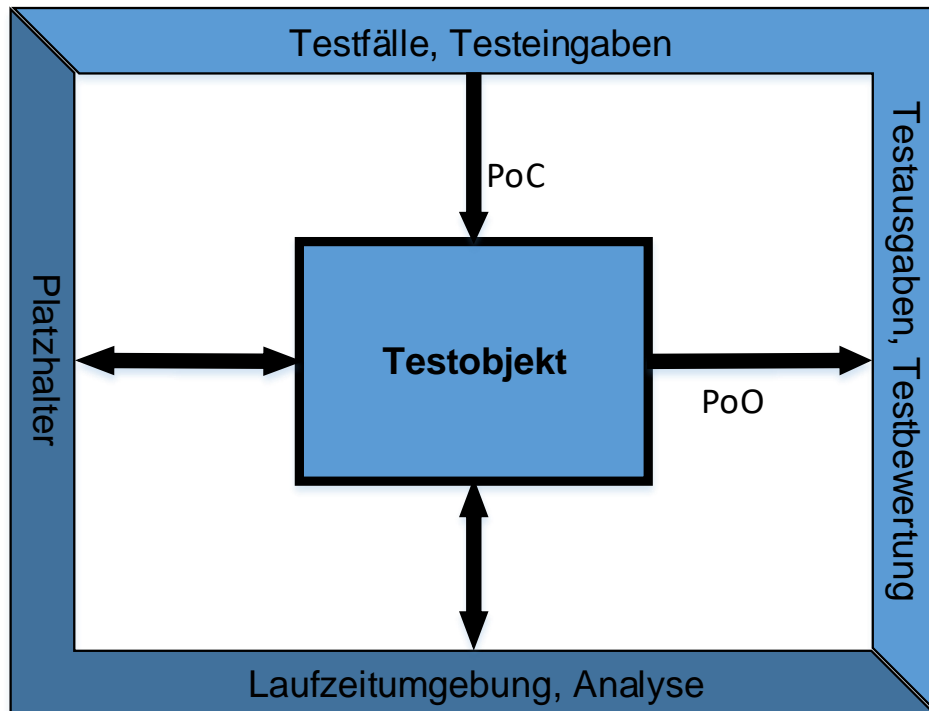 Testfälle, Testeingaben
PoC
Platzhalter
Testobjekt
PoO
Testausgaben, Testbewertung
Laufzeitumgebung, Analyse